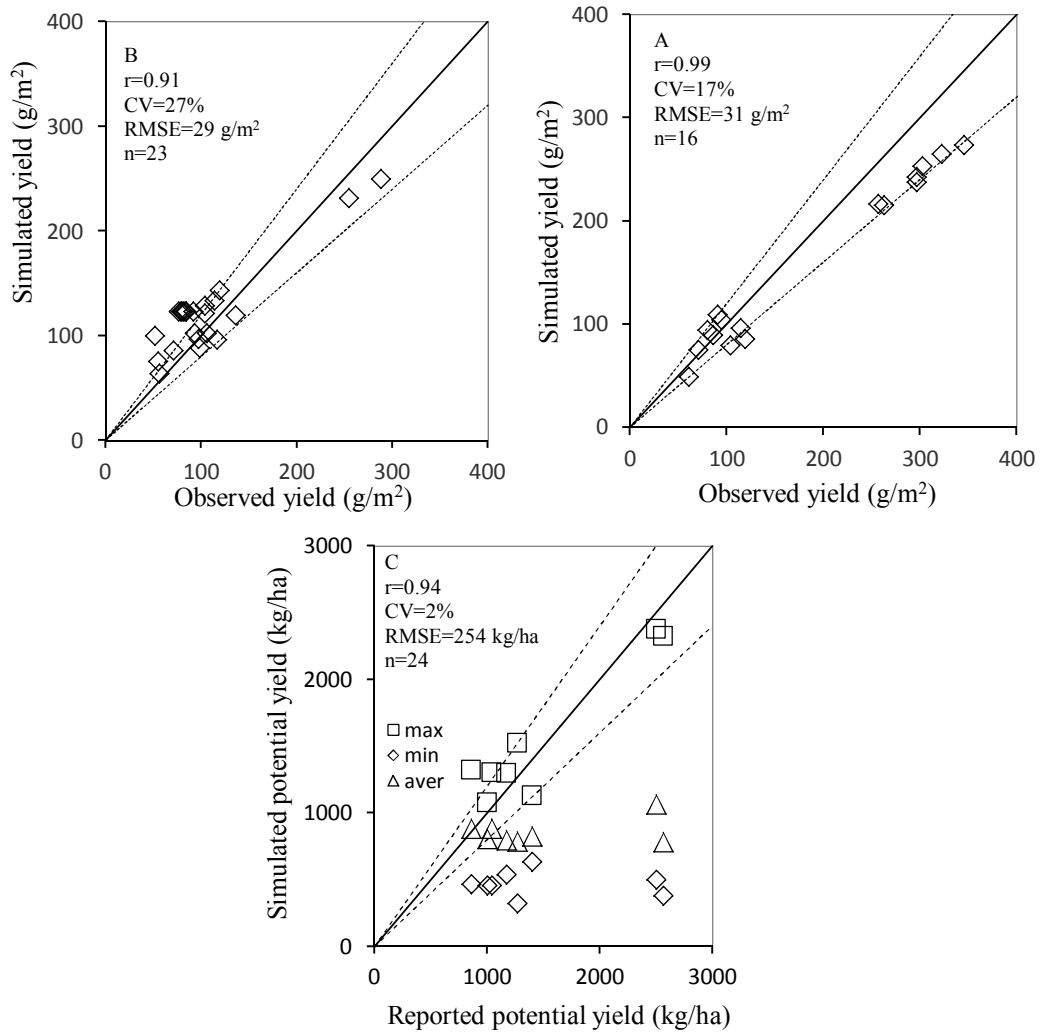 B
r=0.91
CV=27%
RMSE=29 g/m²
n=23
400
300
200
100
0
0 100 200 300 400
Simulated yield (g/m²)
Observed yield (g/m²)
A
r=0.99
CV=17%
RMSE=31 g/m²
n=16
400
300
200
100
0
0 100 200 300 400
Simulated yield (g/m²)
Observed yield (g/m²)
C
r=0.94
CV=2%
RMSE=254 kg/ha
n=24
max
min
aver
3000
2000
1000
0
0 1000 2000 3000
Simulated potential yield (kg/ha)
Reported potential yield (kg/ha)